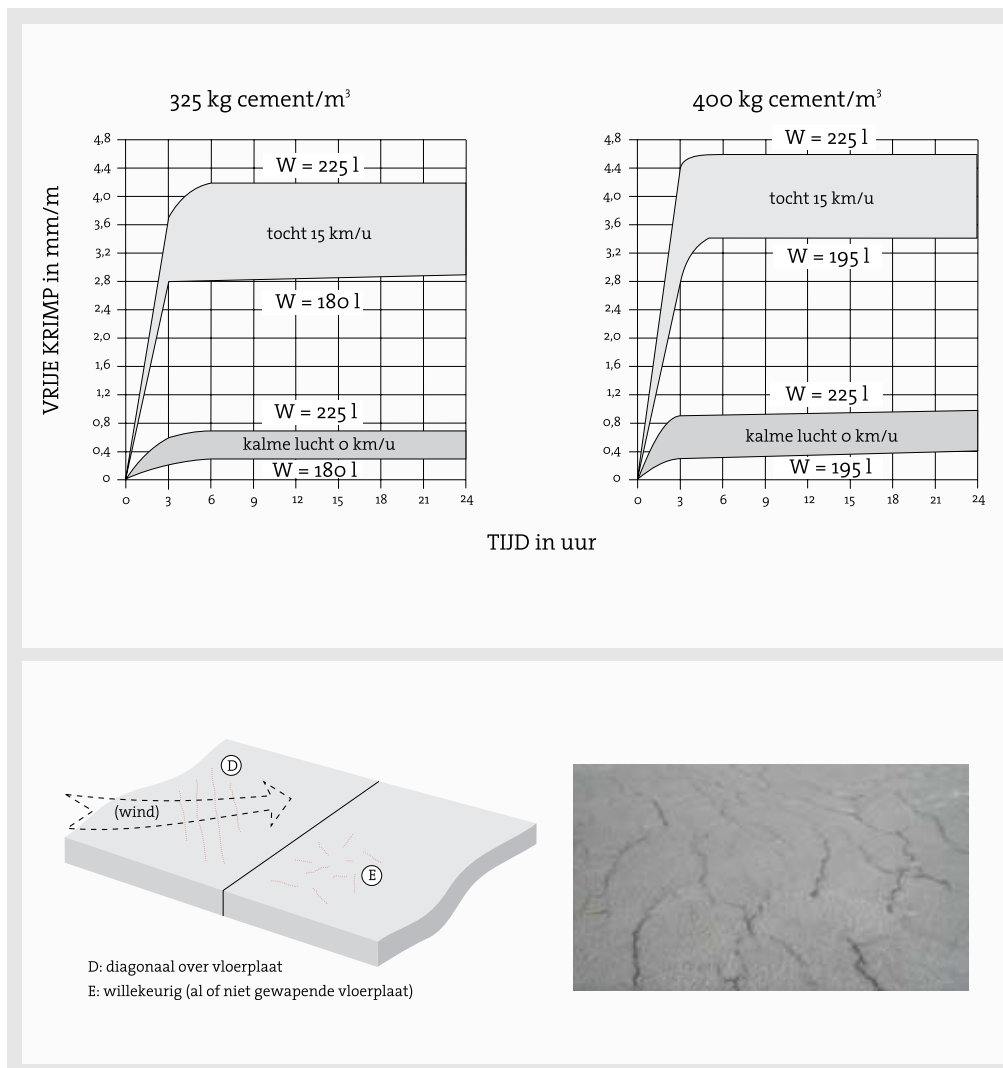 325 kg cement/m³
VRIJE KRIMP in mm/m
4,8
4,4
4,0
3,6
3,2
2,8
2,4
2,0
1,6
1,2
0,8
0,4
0
W = 225 l
tocht 15 km/u
W = 180 l
W = 225 l
kalme lucht 0 km/u
W = 180 l
0 3 6 9 12 15 18 21 24
400 kg cement/m³
4,8
4,4
4,0
3,6
3,2
2,8
2,4
2,0
1,6
1,2
0,8
0,4
0
W = 225 l
tocht 15 km/u
W = 195 l
W = 225 l
kalme lucht 0 km/u
W = 195 l
0 3 6 9 12 15 18 21 24
TIJD in uur
D
(wind)
E
D: diagonaal over vloerplaat
E: willekeurig (al of niet gewapende vloerplaat)